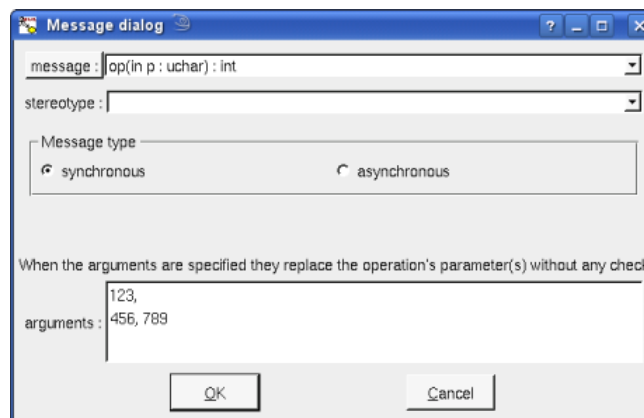 Message dialog
message : op(in p : uchar) : int
stereotype :
Message type
synchronous asynchronous
When the arguments are specified they replace the operation's parameter(s) without any check
123,
arguments : 456, 789
OK Cancel